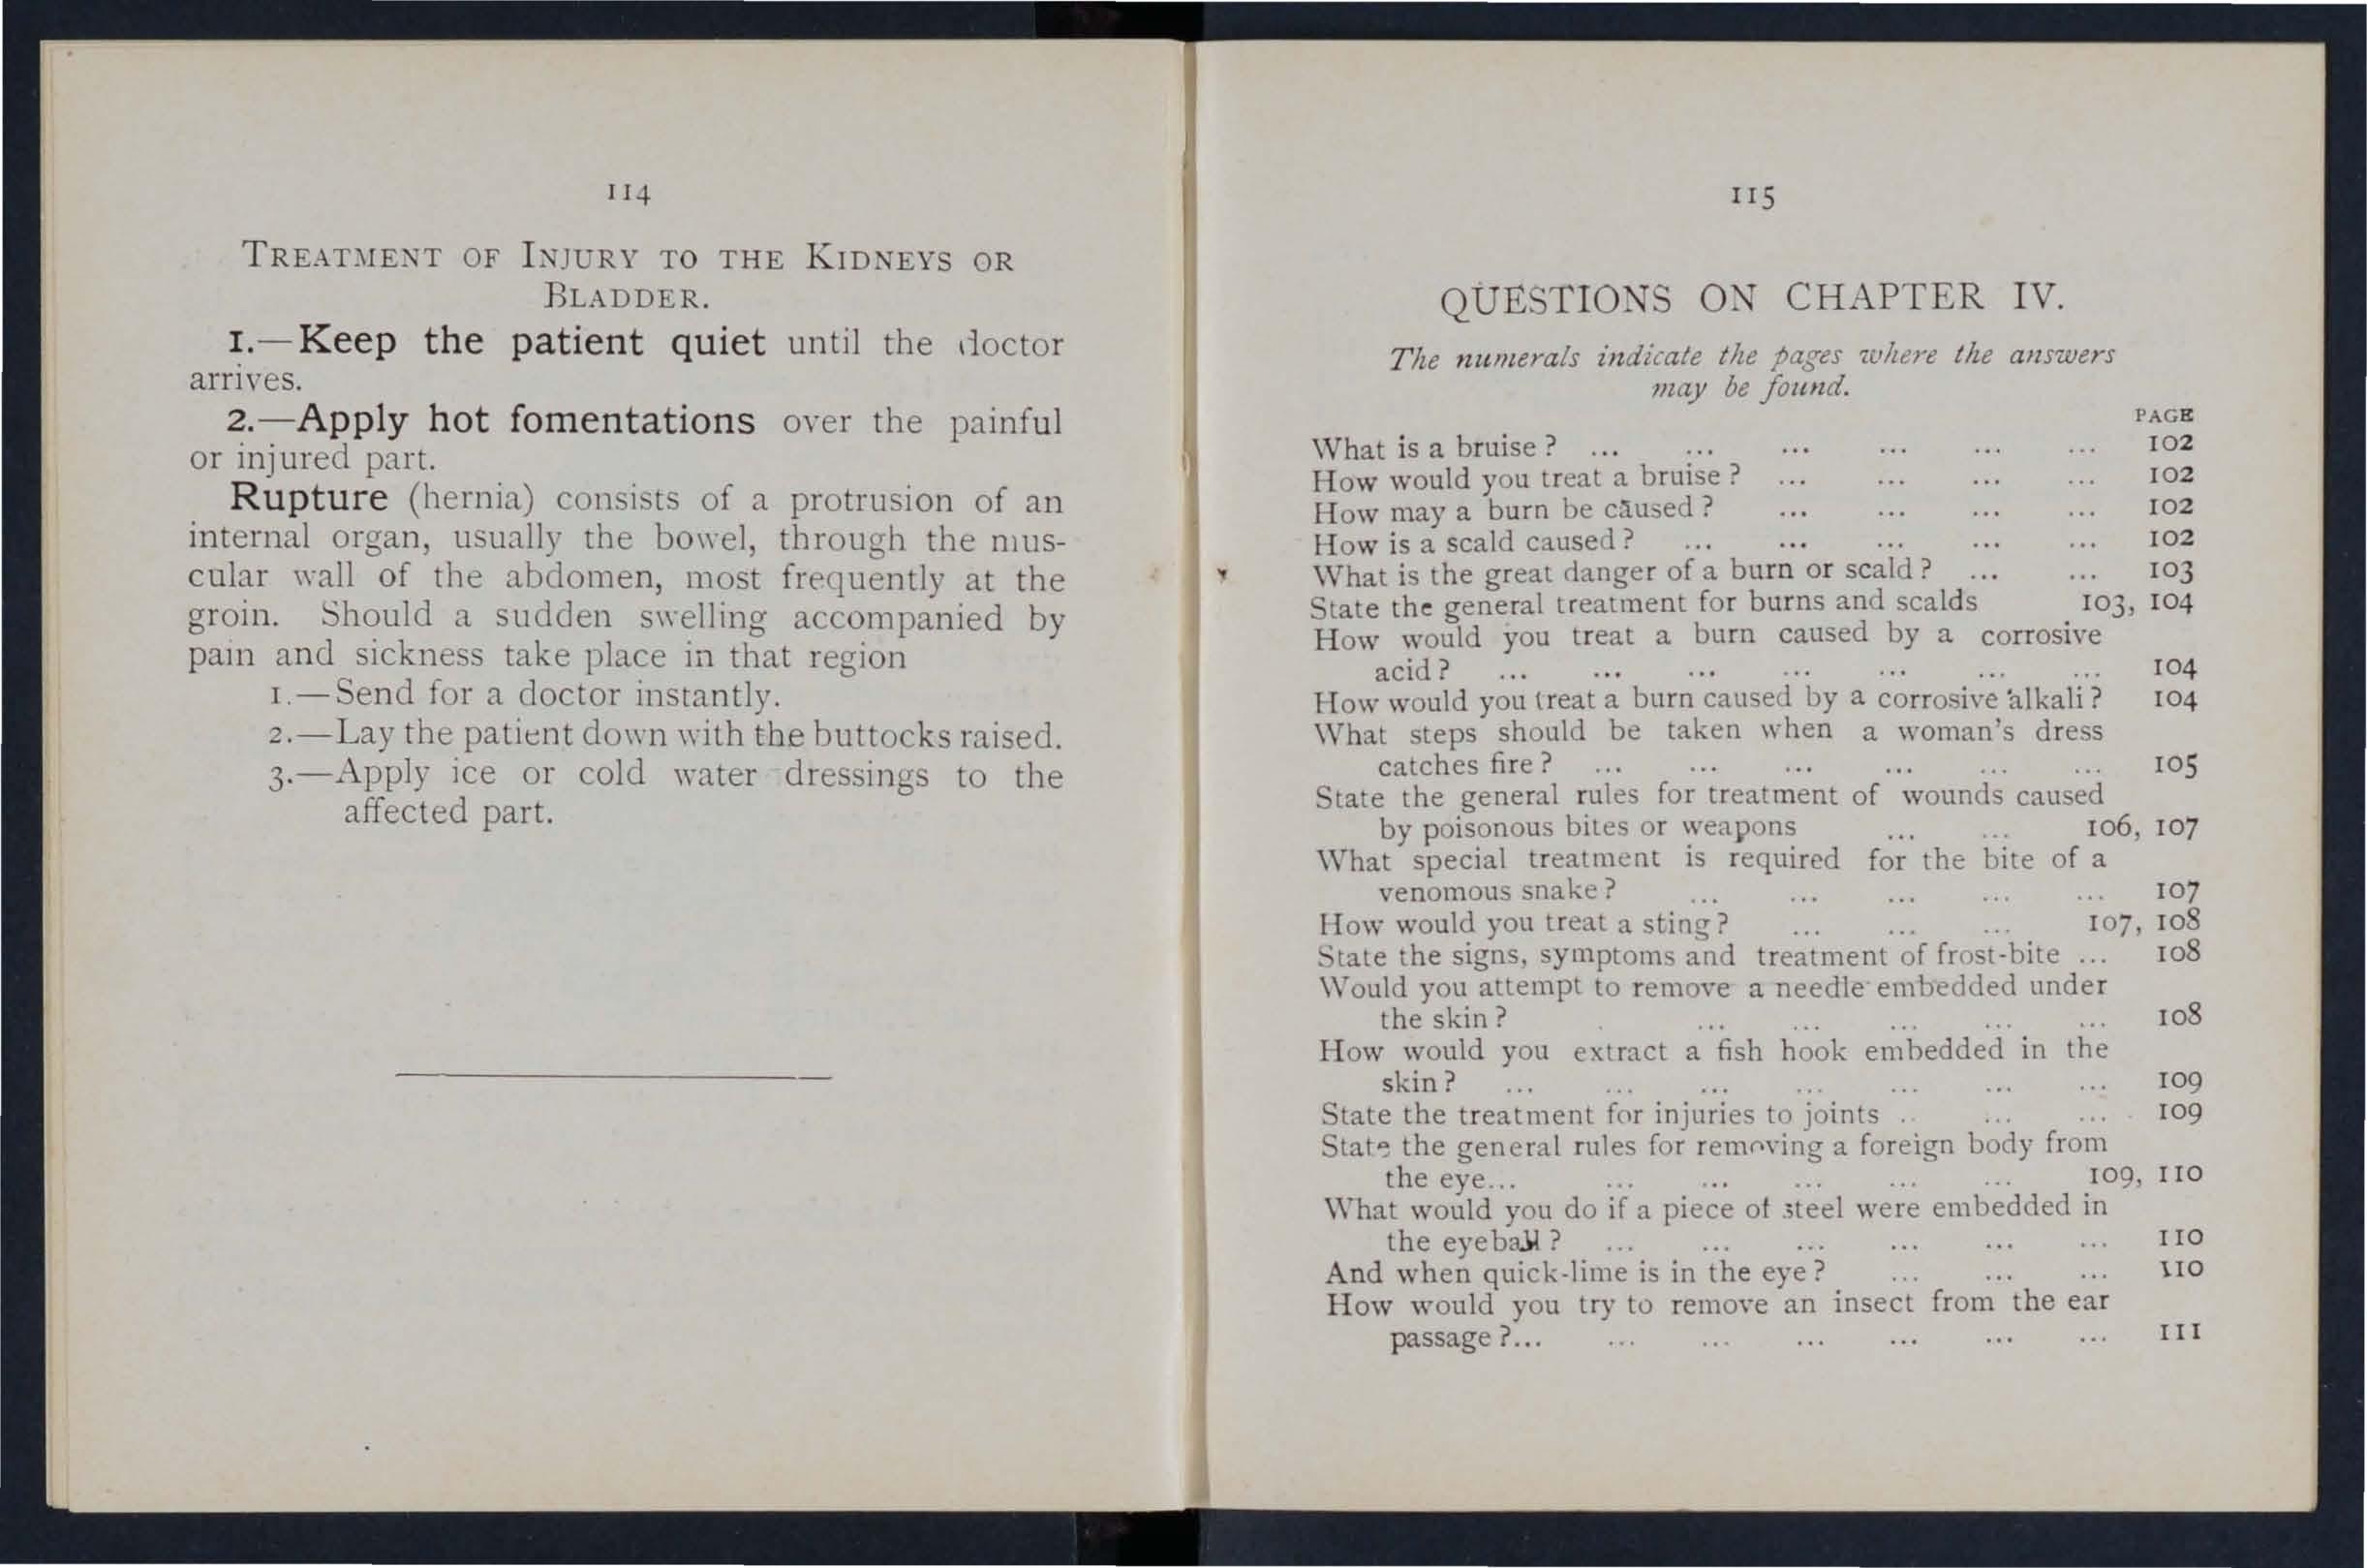 114
TREATMENT OF INJURY TO THE KIDNEYS OR
BLADDER.
1.—Keep the patient quiet until the doctor
arrives.
2.—Apply hot fomentations over the painful
or injured part.
Rupture (hernia) consists of a protrusion of an
internal organ, usually the bowel, through the mus-
cular wall of the abdomen, most frequently at the
groin. Should a sudden swelling accompanied by
pain and sickness take place in that region
1.—Send for a doctor instantly.
2.—Lay the patient down with the buttocks raised.
3.—Apply ice or cold water dressings to the
affected part.
115
QUESTIONS ON CHAPTER IV.
The numerals indicate the pages where the answers
may be found.
PAGE
What is a bruise ? ... ... ... ... ... ... 102
How would you treat a bruise ? ... ... ... ... 102
How may a burn be caused ? ... ... ... ... 102
How is a scald caused ? ... ... ... ... ... 102
What is the great danger of a burn or scald ? ... ... 103
State the general treatment for burns and scalds 103, 104
How would you treat a burn caused by a corrosive
acid ? ... ... ... ... ... ... ... 104
How would you treat a burn caused by a corrosive alkali ? 104
What steps should be taken when a woman's dress
catches fire ? ... ... ... ... ... ... 105
State the general rules for treatment of wounds caused
by poisonous bites or weapons ... ... 106, 107
What special treatment is required for the bite of a
venomous snake ? ... ... ... ... ... 107
How would you treat a sting ? ... ... ... 107, 108
State the signs, symptoms and treatment of frost-bite ... 108
Would you attempt to remove a needle embedded under
the skin ? ... ... ... ... ... 108
How would you extract a fish hook embedded in the
skin ? ... ... ... ... ... ... ... 109
State the treatment for injuries to joints .. ... ... 109
State the general rules for removing a foreign body from
the eye... ... ... ... ... ... 109, 110
What would you do if a piece of steel were embedded in
the eyeball ? ... ... ... ... ... ... 110
And when quick-lime is in the eye ? ... ... ... 110
How would you try to remove an insect from the ear
passage ?... ... ... ... ... ... ... 111